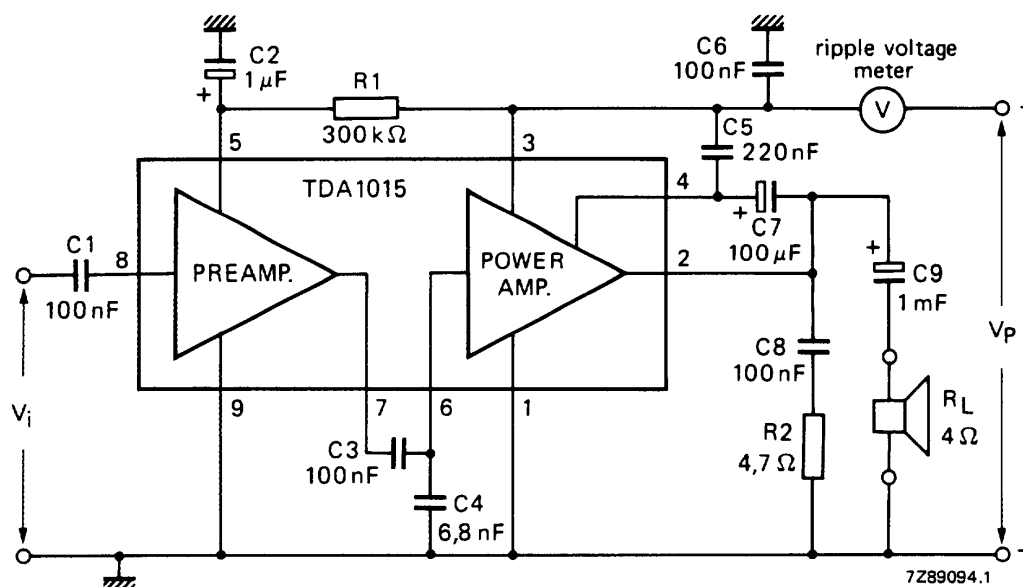 C2
1 µF
+
R1
300 kΩ
C6
100 nF
ripple voltage
meter
V
5
3
C5
220 nF
TDA1015
4
+
C7
100 µF
C1
100 nF
8
PREAMP.
POWER
AMP.
2
+
C9
1 mF
Vi
VP
C8
100 nF
9
7
6
1
C3
100 nF
R2
4,7 Ω
RL
4 Ω
C4
6,8 nF
7Z89094.1